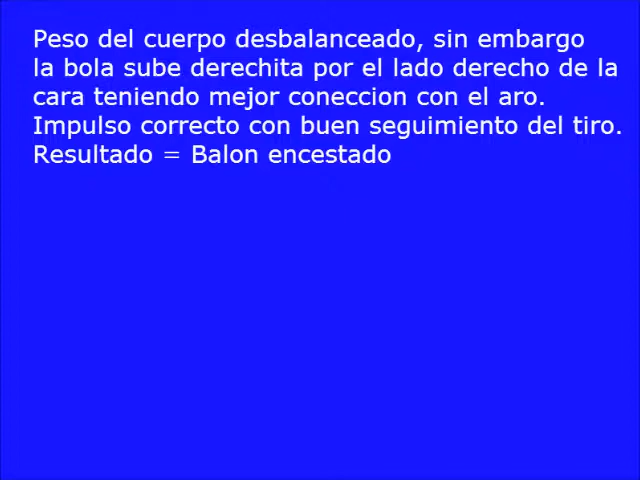 Peso del cuerpo desbalanceado, sin embargo
la bola sube derechita por el lado derecho de la
cara teniendo mejor coneccion con el aro.
Impulso correcto con buen seguimiento del tiro.
Resultado = Balon encestado